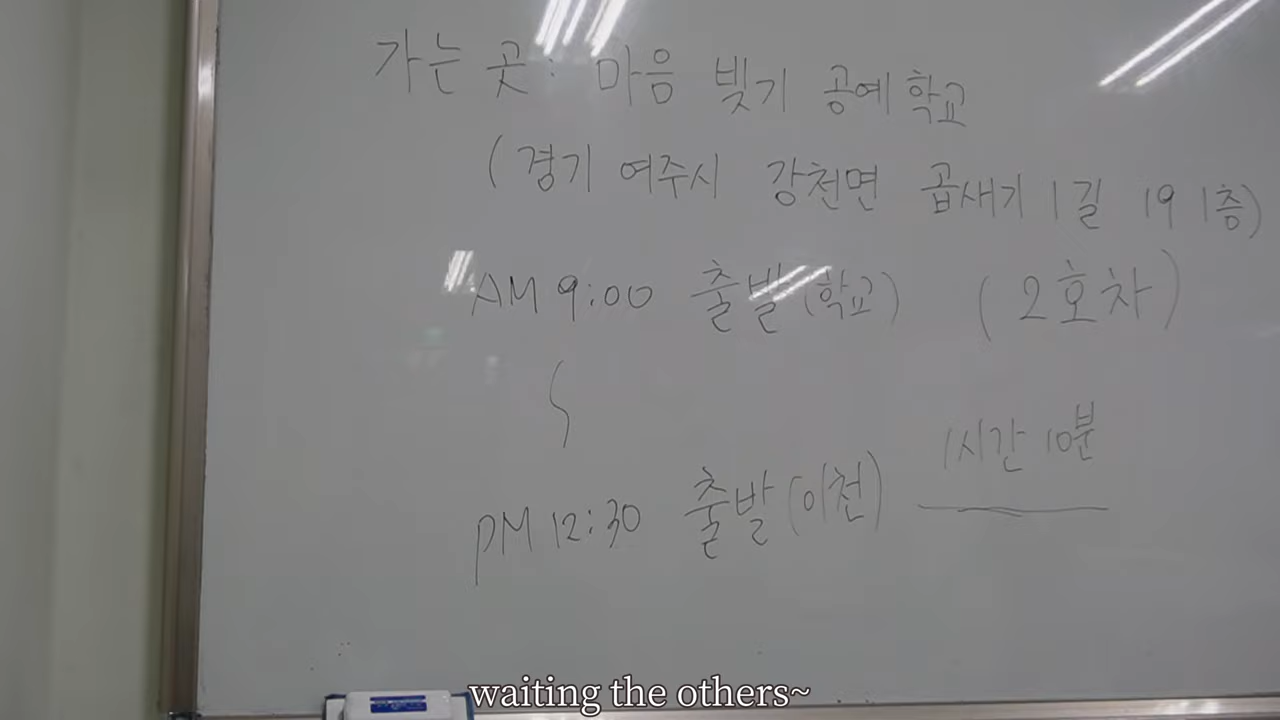 가는 곳: 마음 빚기 공예학교
(경기 여주시 강천면 곱새기 1길 19 1층)
AM 9:00 출발 (학교) (2호차)
1시간 10분
PM 12:30 출발 (이천)
waiting the others~